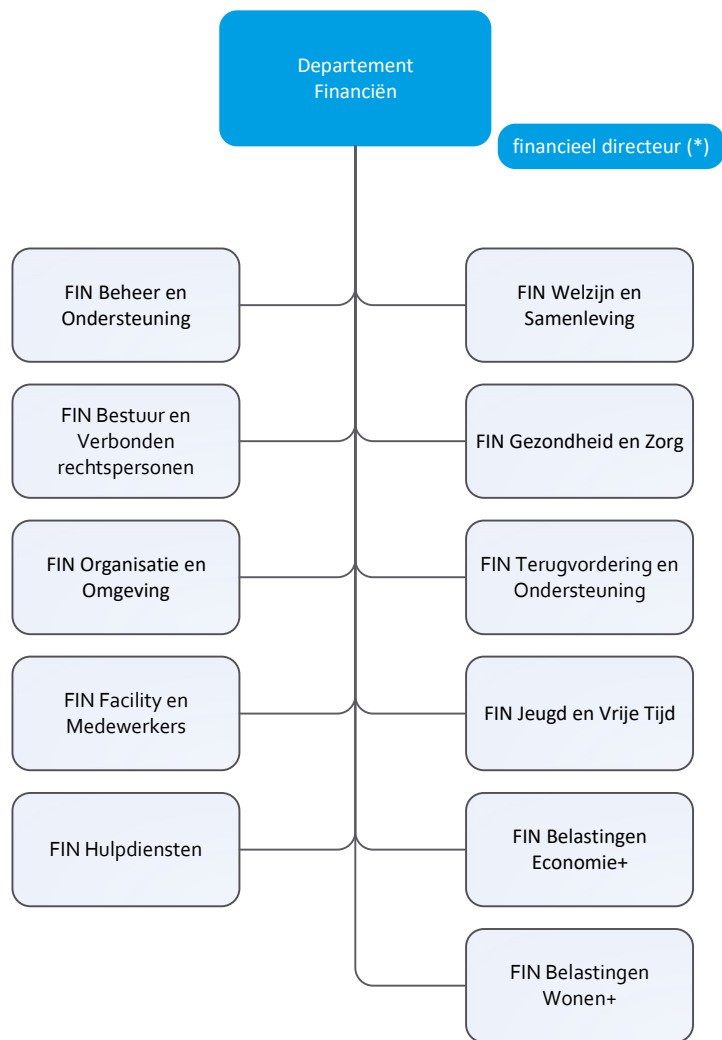 Departement
Financiën
financieel directeur (*)
FIN Beheer en
Ondersteuning
FIN Welzijn en
Samenleving
FIN Bestuur en
Verbonden
rechtspersonen
FIN Gezondheid en Zorg
FIN Organisatie en
Omgeving
FIN Terugvordering en
Ondersteuning
FIN Facility en
Medewerkers
FIN Jeugd en Vrije Tijd
FIN Hulpdiensten
FIN Belastingen
Economie+
FIN Belastingen
Wonen+